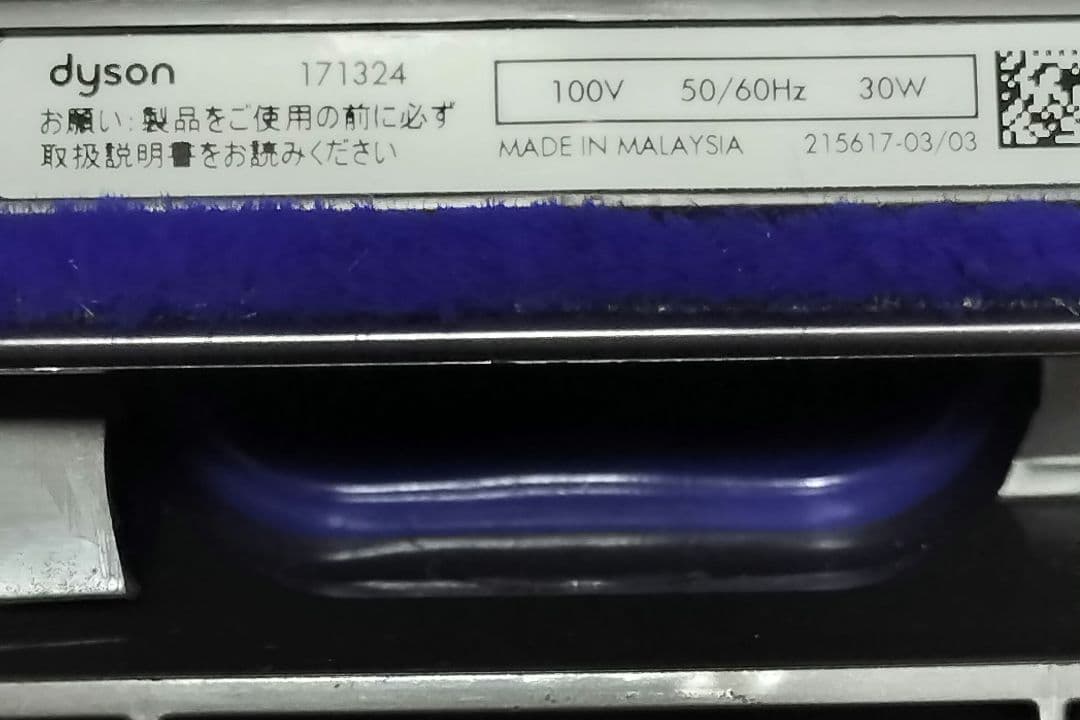 dyson 171324
お願い:製品をご使用の前に必ず
取扱説明書をお読みください
100V 50/60Hz 30W
MADE IN MALAYSIA 215617-03/03